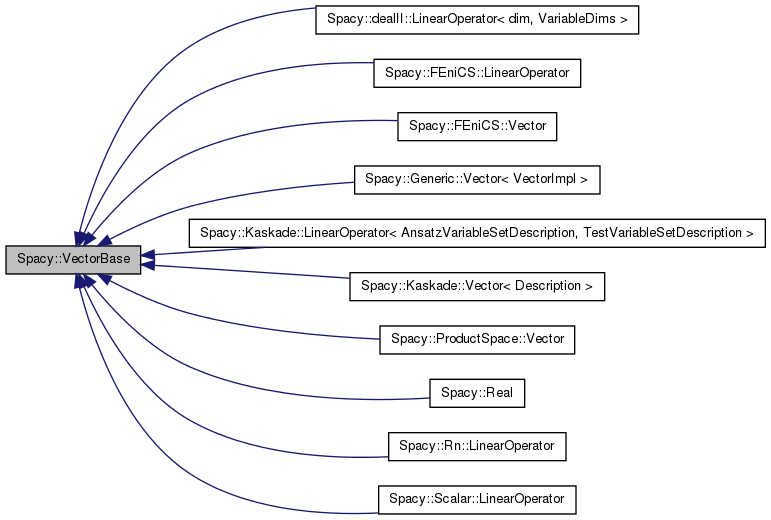 Spacy::dealII::LinearOperator< dim, VariableDims >
Spacy::FEniCS::LinearOperator
Spacy::FEniCS::Vector
Spacy::Generic::Vector< VectorImpl >
Spacy::Kaskade::LinearOperator< AnsatzVariableSetDescription, TestVariableSetDescription >
Spacy::VectorBase
Spacy::Kaskade::Vector< Description >
Spacy::ProductSpace::Vector
Spacy::Real
Spacy::Rn::LinearOperator
Spacy::Scalar::LinearOperator